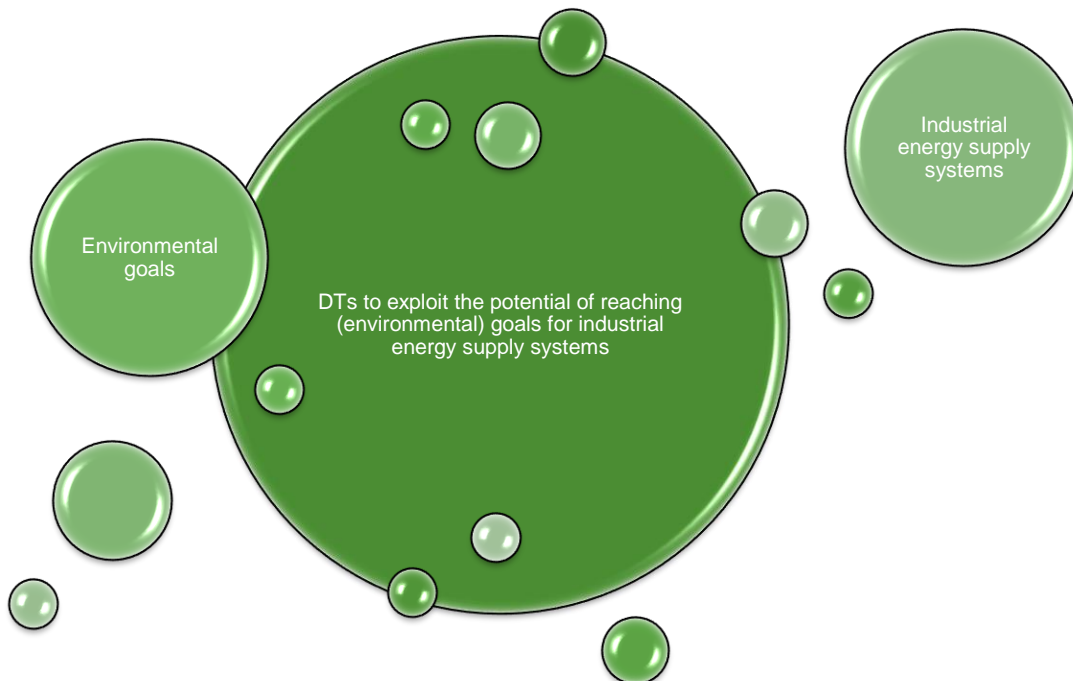 Industrial
energy supply
systems
Environmental
goals
DTs to exploit the potential of reaching
(environmental) goals for industrial
energy supply systems